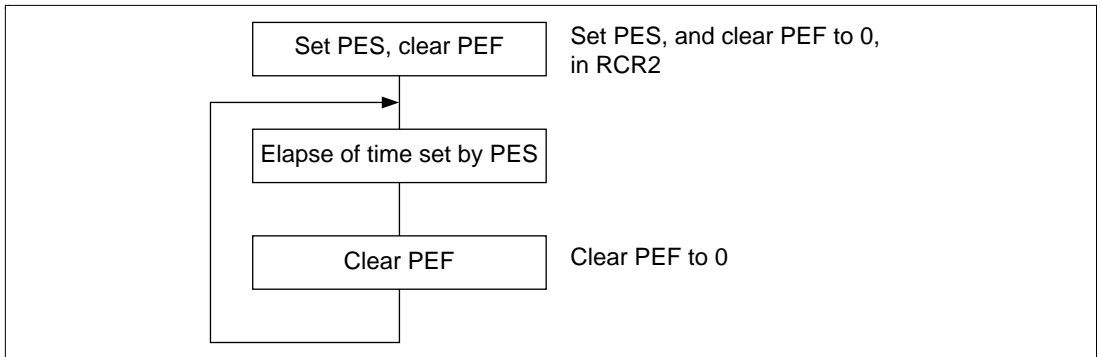 Set PES, clear PEF
Set PES, and clear PEF to 0,
in RCR2
Elapse of time set by PES
Clear PEF
Clear PEF to 0